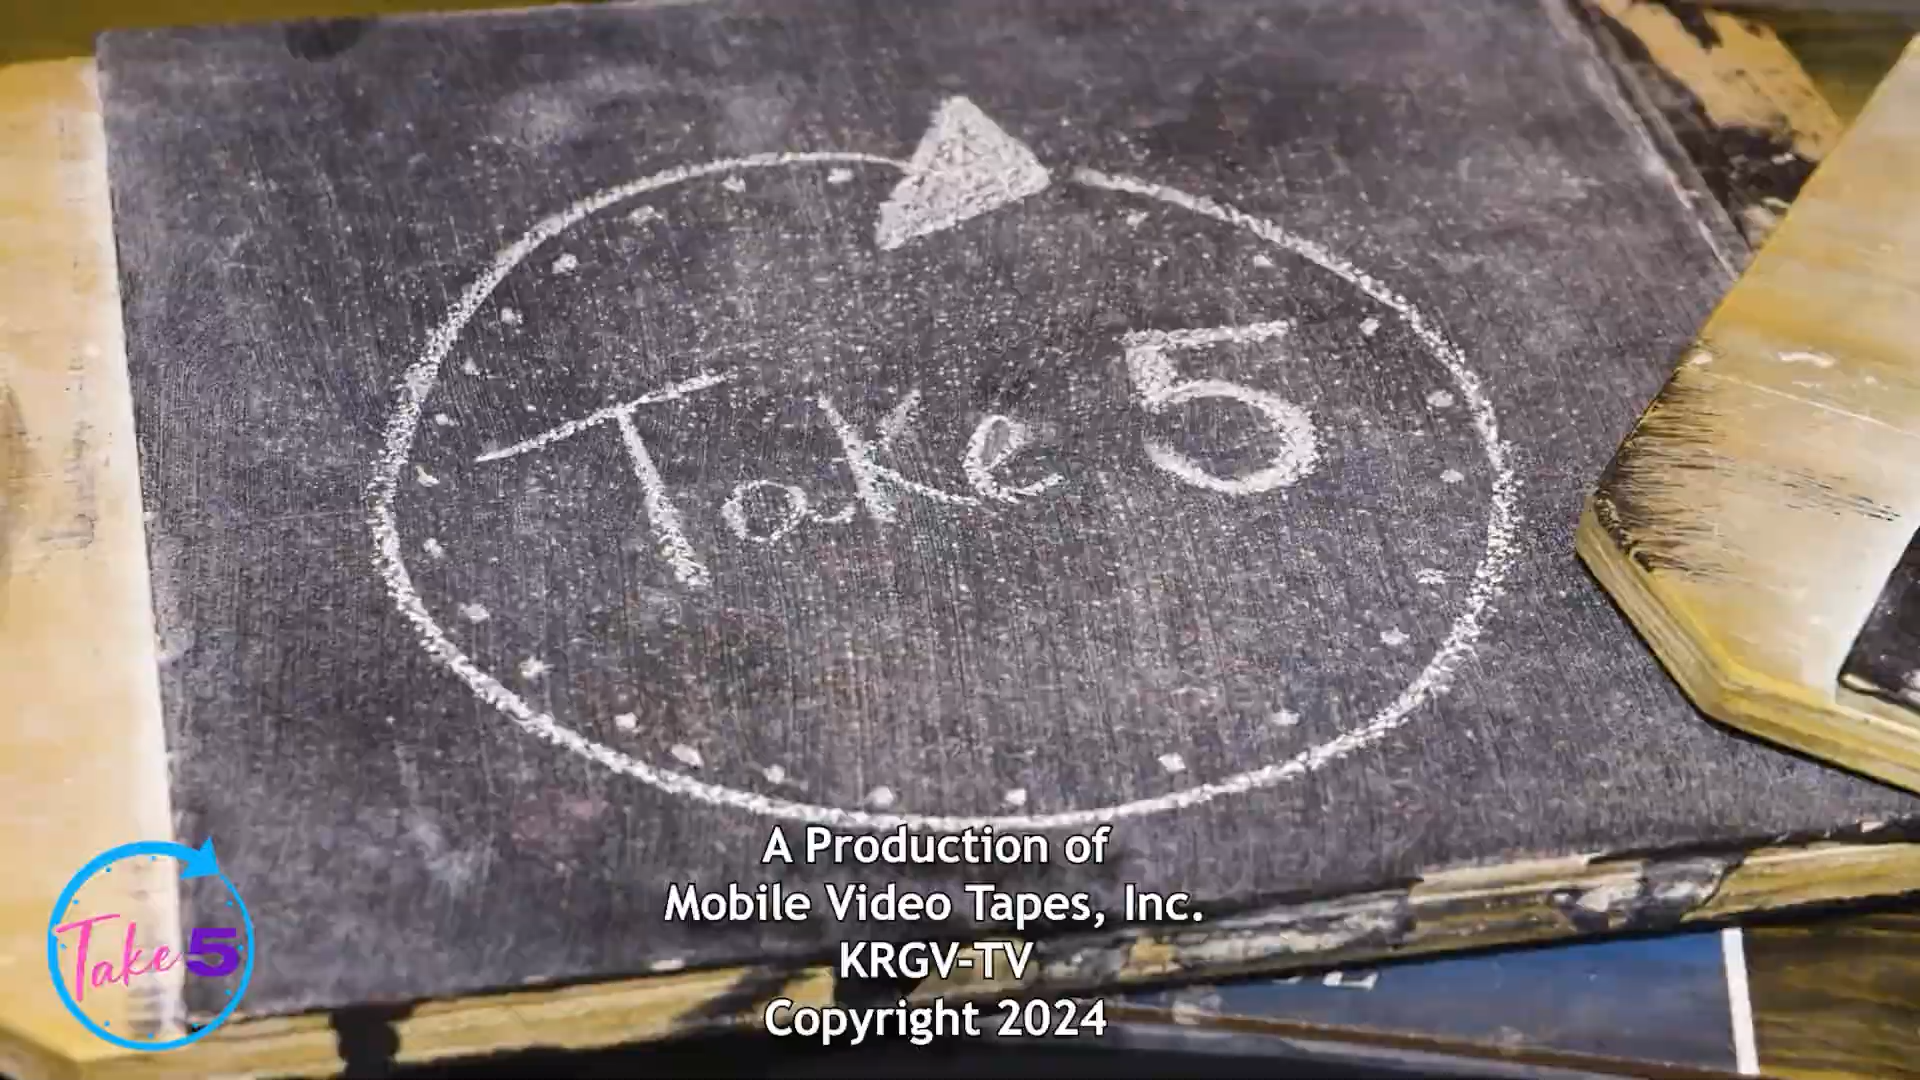 Take 5
A Production of
Mobile Video Tapes, Inc.
KRGV-TV
Copyright 2024
Take 5